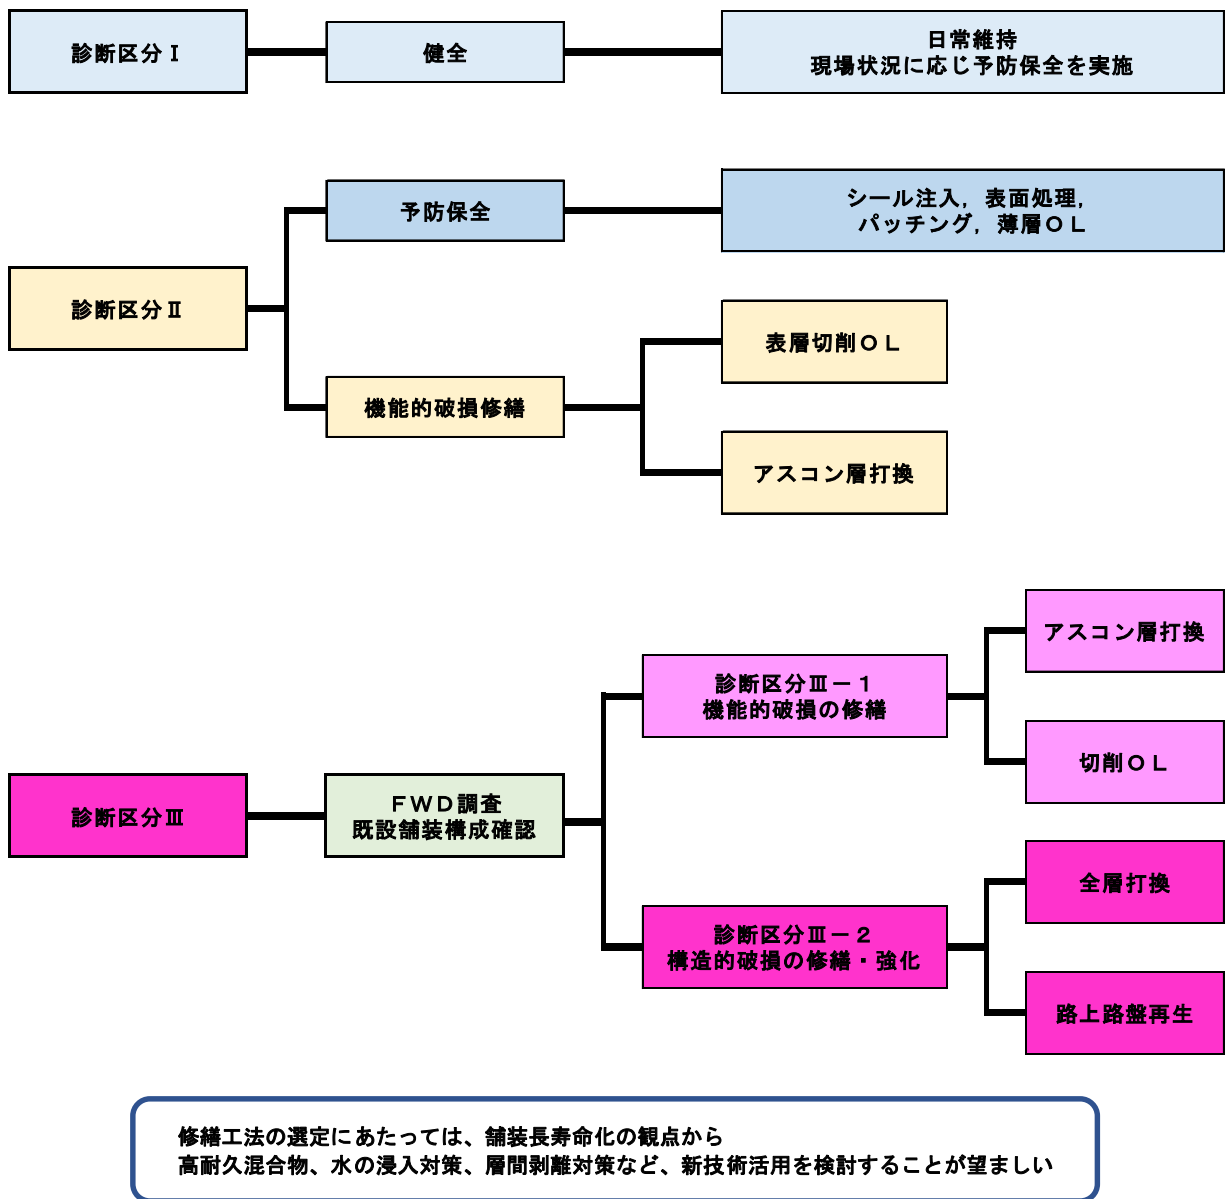 診断区分Ⅰ
健全
日常維持
現場状況に応じ予防保全を実施
予防保全
シール注入，表面処理，
パッチング，薄層ＯＬ
診断区分Ⅱ
表層切削ＯＬ
機能的破損修繕
アスコン層打換
アスコン層打換
診断区分Ⅲ－１
機能的破損の修繕
切削ＯＬ
診断区分Ⅲ
ＦＷＤ調査
既設舗装構成確認
全層打換
診断区分Ⅲ－２
構造的破損の修繕・強化
路上路盤再生
修繕工法の選定にあたっては、舗装長寿命化の観点から
高耐久混合物、水の浸入対策、層間剥離対策など、新技術活用を検討することが望ましい